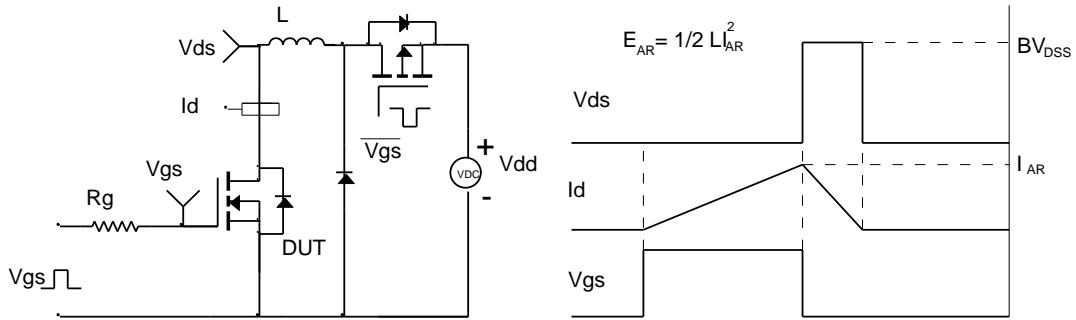 L
Vds
Id
Vgs
Vgs
Rg
DUT
Vgs
+
VDC
Vdd
-
E_AR= 1/2 LI_AR^2
BV_DSS
Vds
I_AR
Id
Vgs